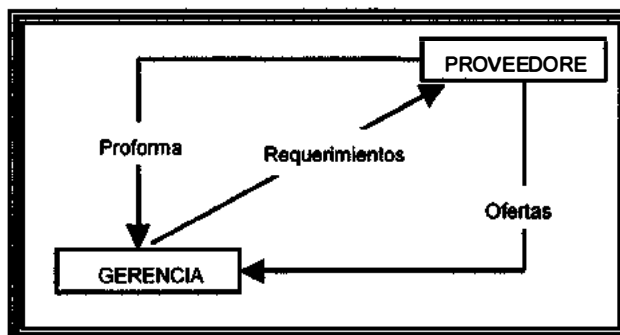 PROVEEDORE
Proforma
Requerimientos
Ofertas
GERENCIA